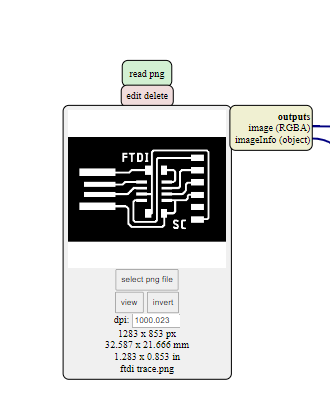 read png
edit delete
outputs
image (RGBA)
imageInfo (object)
FTDI
SC
select png file
view invert
dpi: 1000.023
1283 x 853 px
32.587 x 21.666 mm
1.283 x 0.853 in
ftdi trace.png